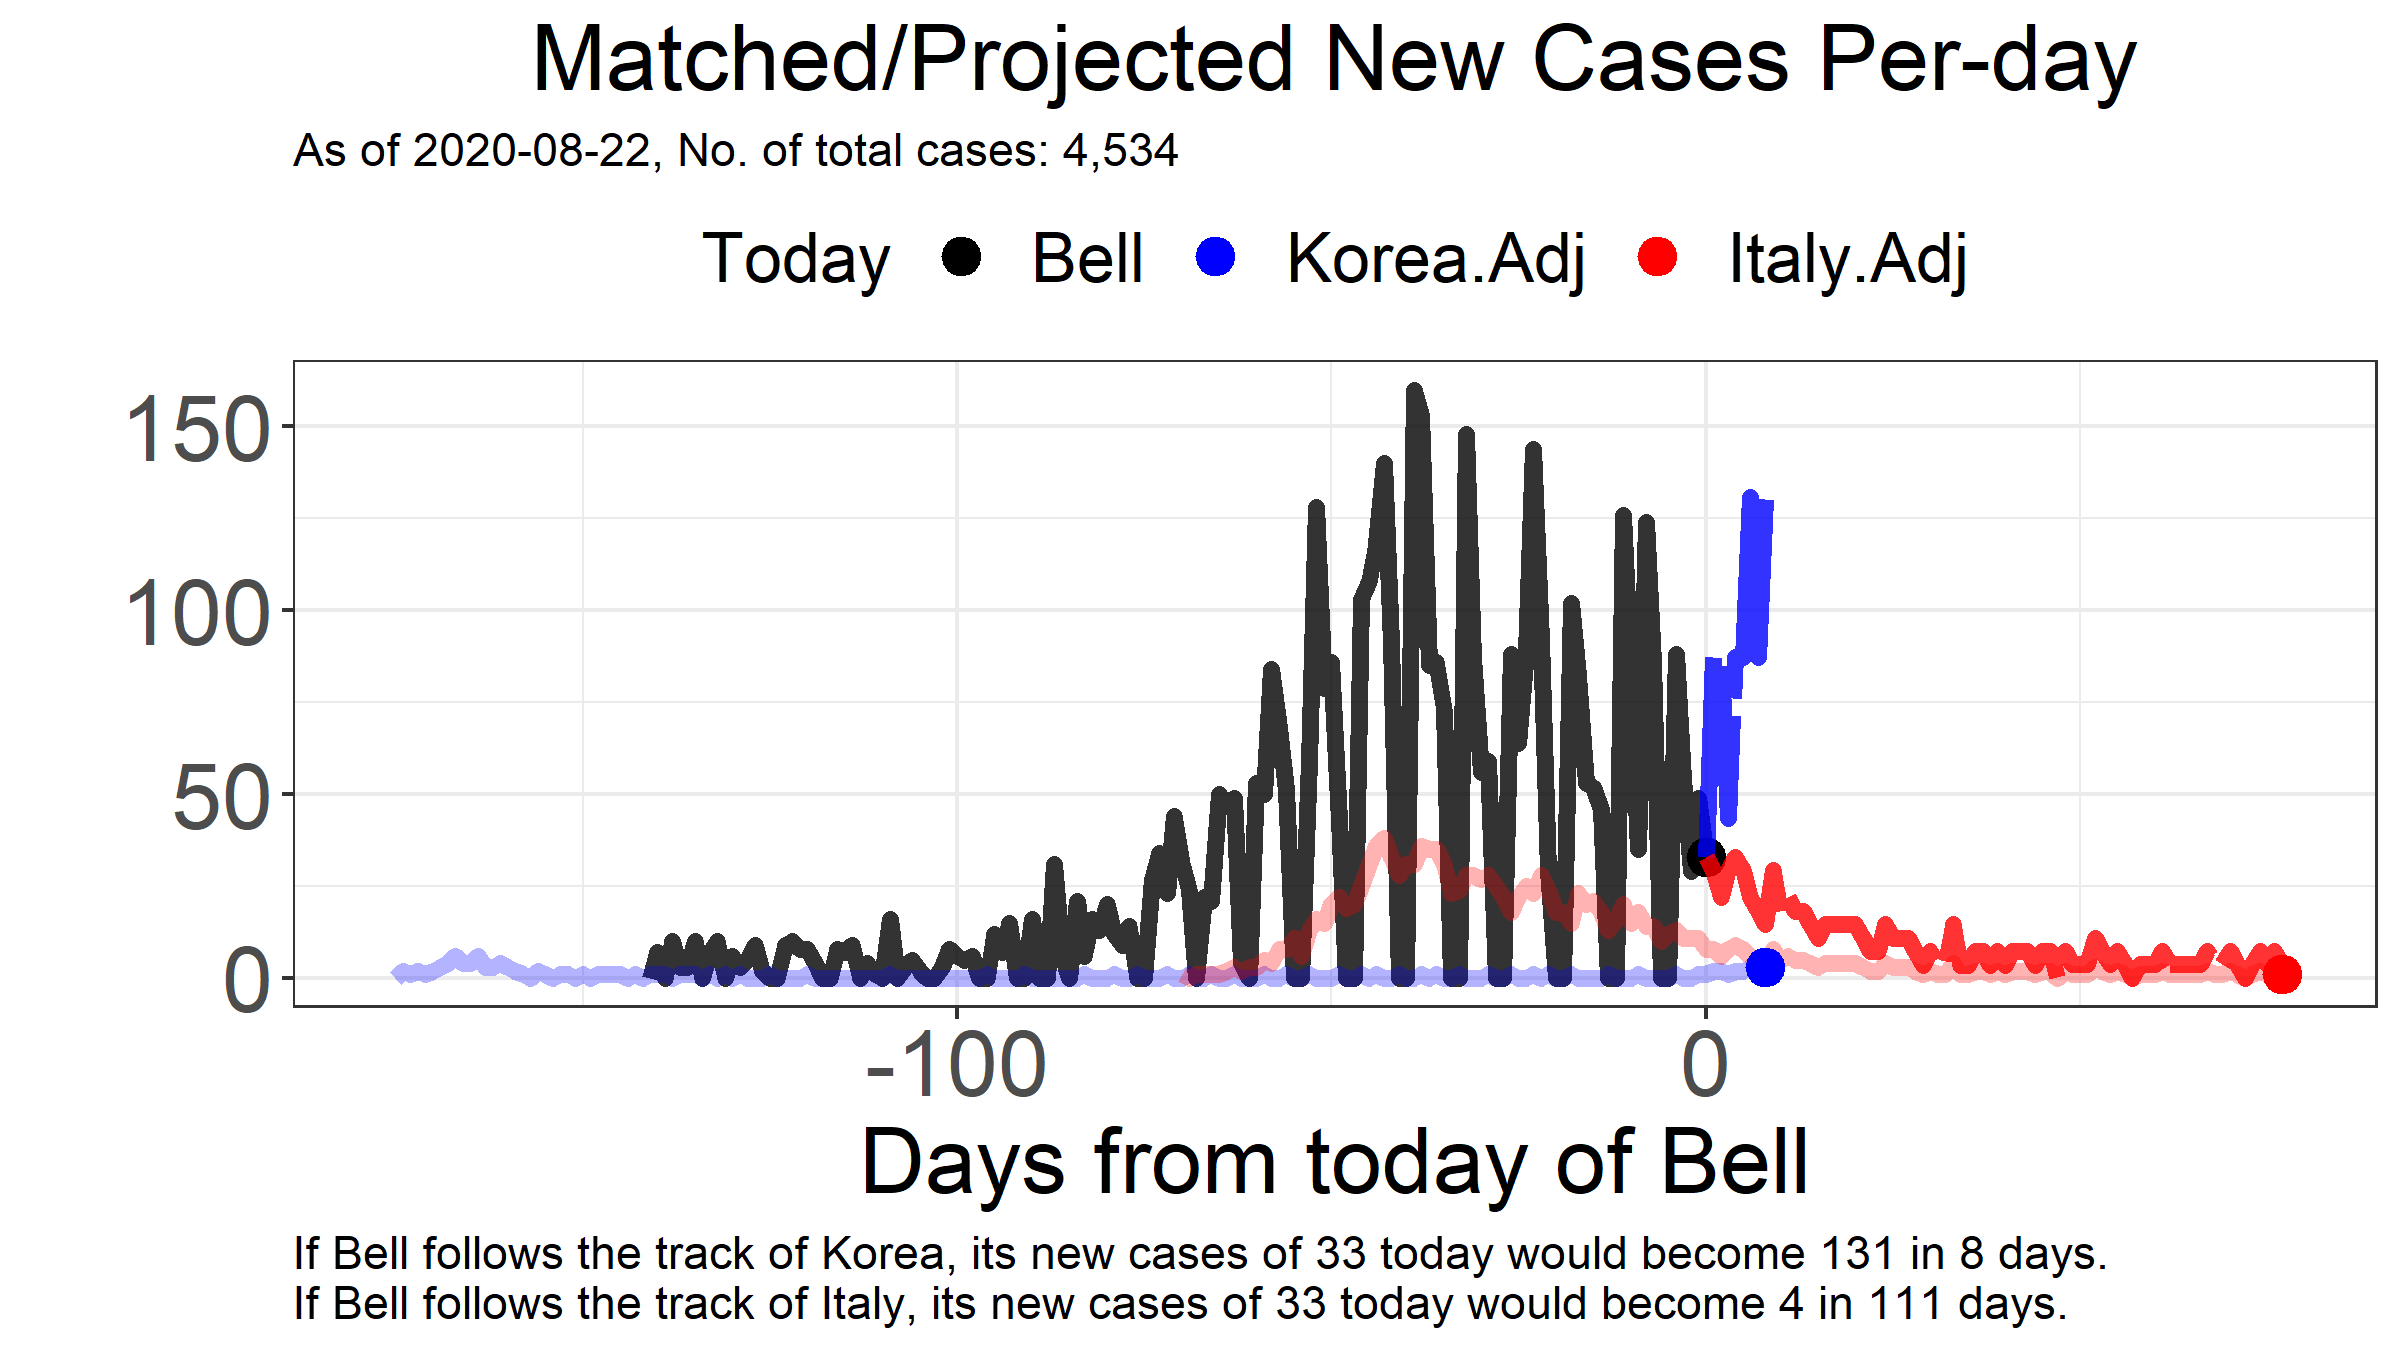 Matched/Projected New Cases Per-day
As of 2020-08-22, No. of total cases: 4,534
Today Bell Korea.Adj Italy.Adj
150
100
50
0
-100 0
Days from today of Bell
If Bell follows the track of Korea, its new cases of 33 today would become 131 in 8 days.
If Bell follows the track of Italy, its new cases of 33 today would become 4 in 111 days.